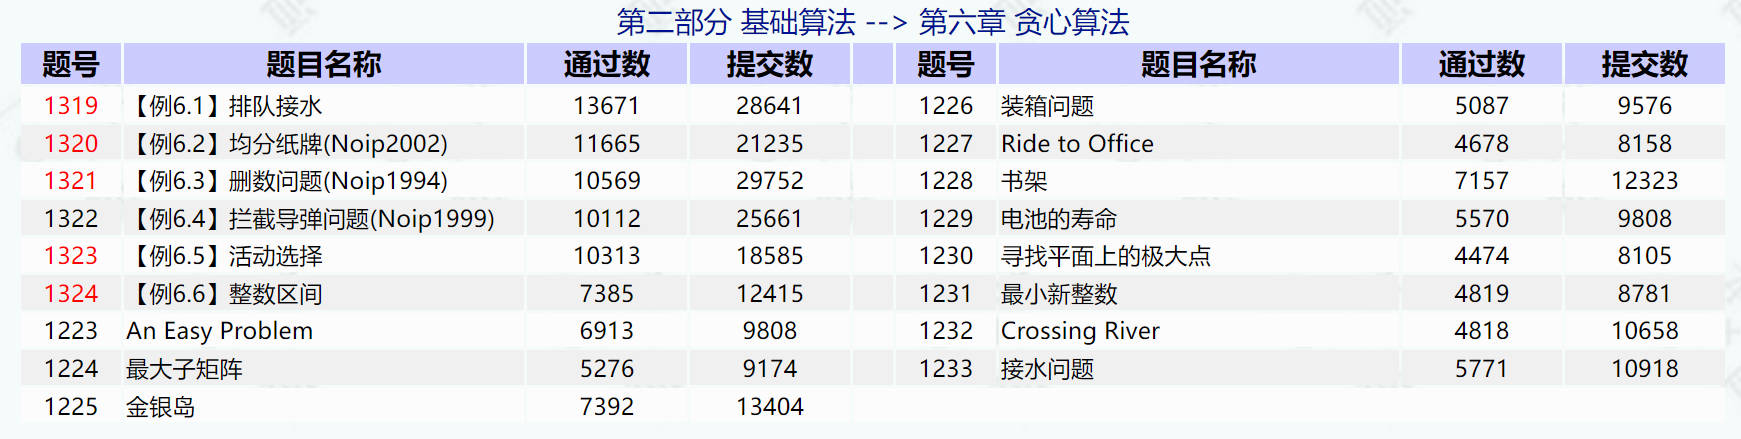 第二部分 基础算法 --> 第六章 贪心算法
题号 题目名称 通过数 提交数 题号 题目名称 通过数 提交数
1319 【例6.1】排队接水 13671 28641 1226 装箱问题 5087 9576
1320 【例6.2】均分纸牌(Noip2002) 11665 21235 1227 Ride to Office 4678 8158
1321 【例6.3】删数问题(Noip1994) 10569 29752 1228 书架 7157 12323
1322 【例6.4】拦截导弹问题(Noip1999) 10112 25661 1229 电池的寿命 5570 9808
1323 【例6.5】活动选择 10313 18585 1230 寻找平面上的极大点 4474 8105
1324 【例6.6】整数区间 7385 12415 1231 最小新整数 4819 8781
1223 An Easy Problem 6913 9808 1232 Crossing River 4818 10658
1224 最大子矩阵 5276 9174 1233 接水问题 5771 10918
1225 金银岛 7392 13404